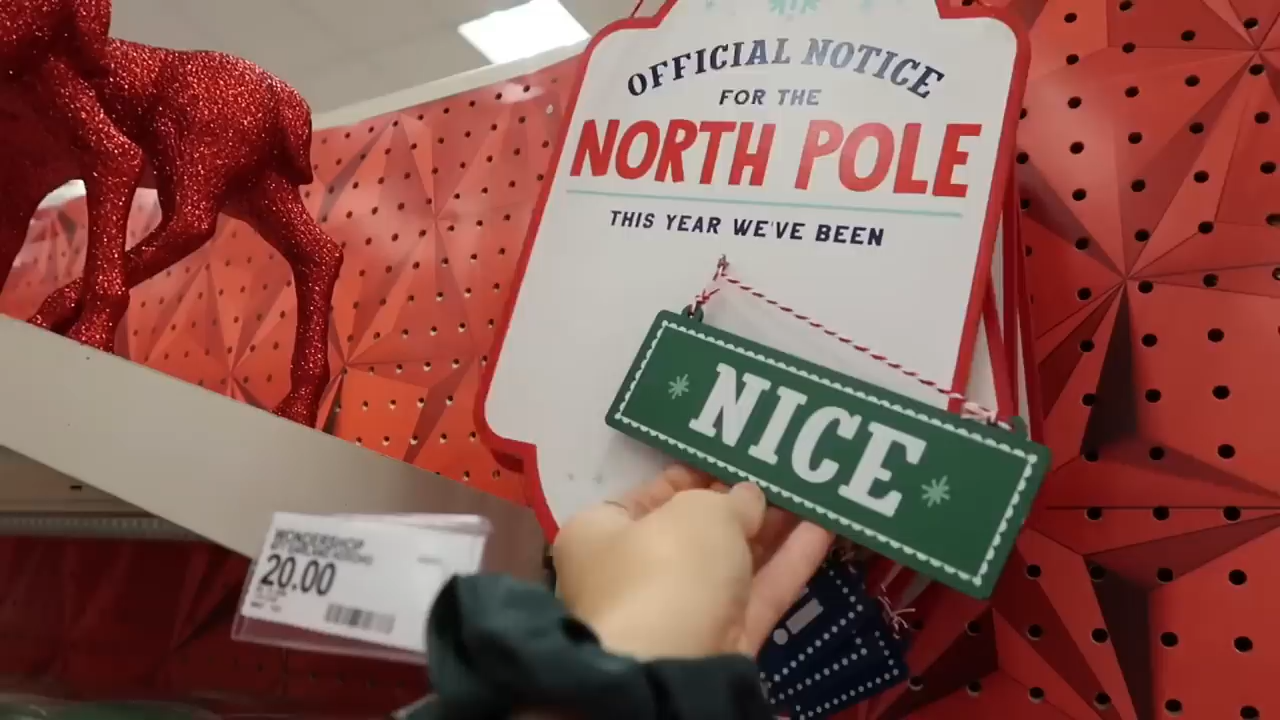 OFFICIAL NOTICE
FOR THE
NORTH POLE
THIS YEAR WE'VE BEEN
NICE
WONDERSHOP
20.00